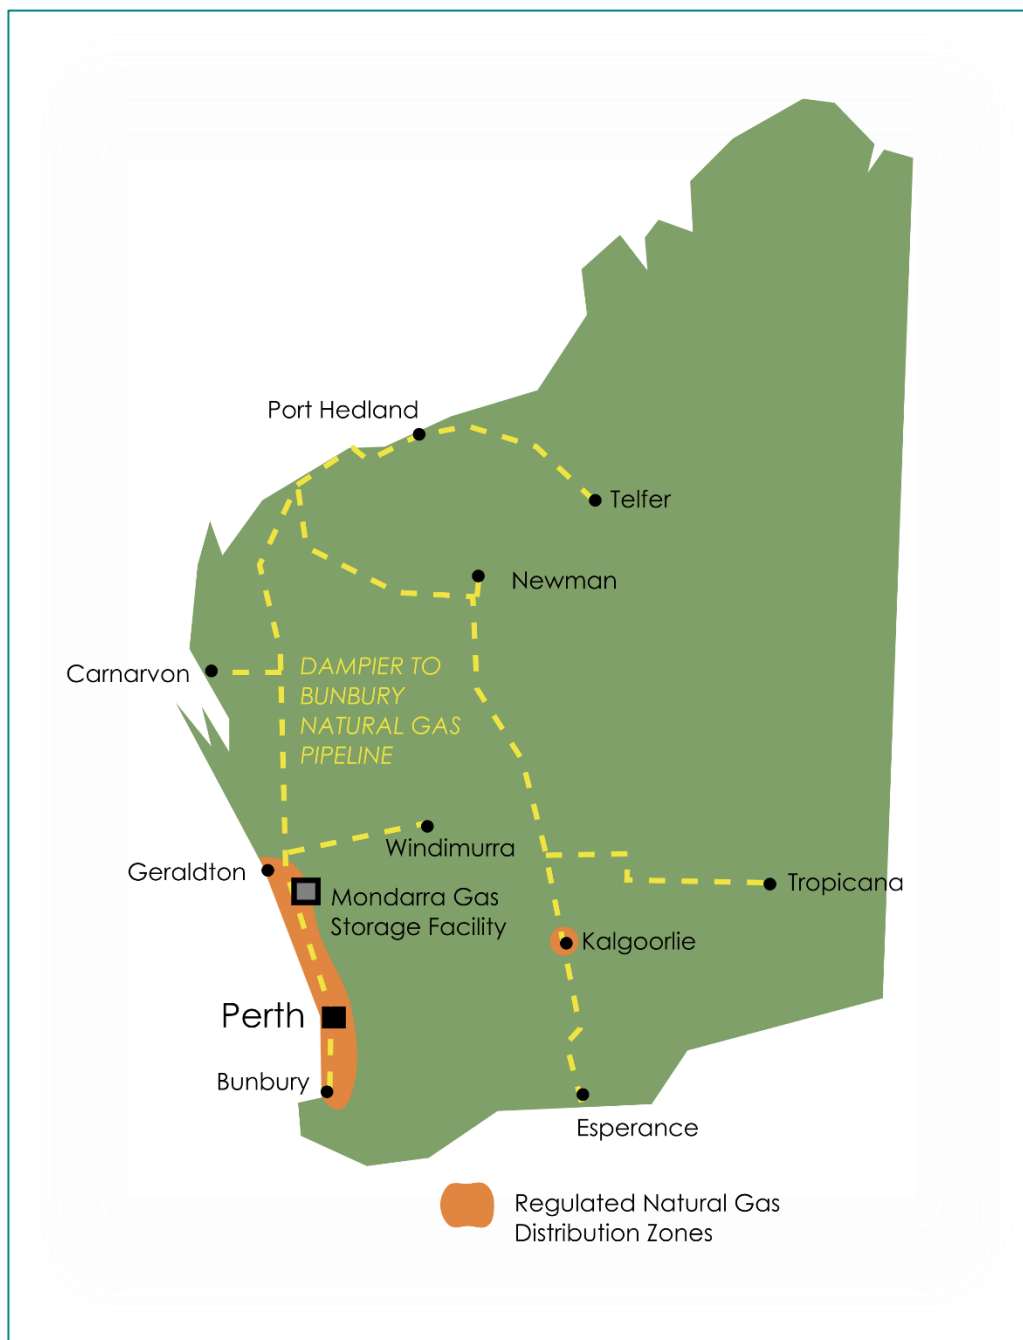 Port Hedland
Telfer
Newman
Carnarvon
DAMPIER TO
BUNBURY
NATURAL GAS
PIPELINE
Windimurra
Geraldton
Tropicana
Mondarra Gas
Storage Facility
Kalgoorlie
Perth
Bunbury
Esperance
Regulated Natural Gas
Distribution Zones